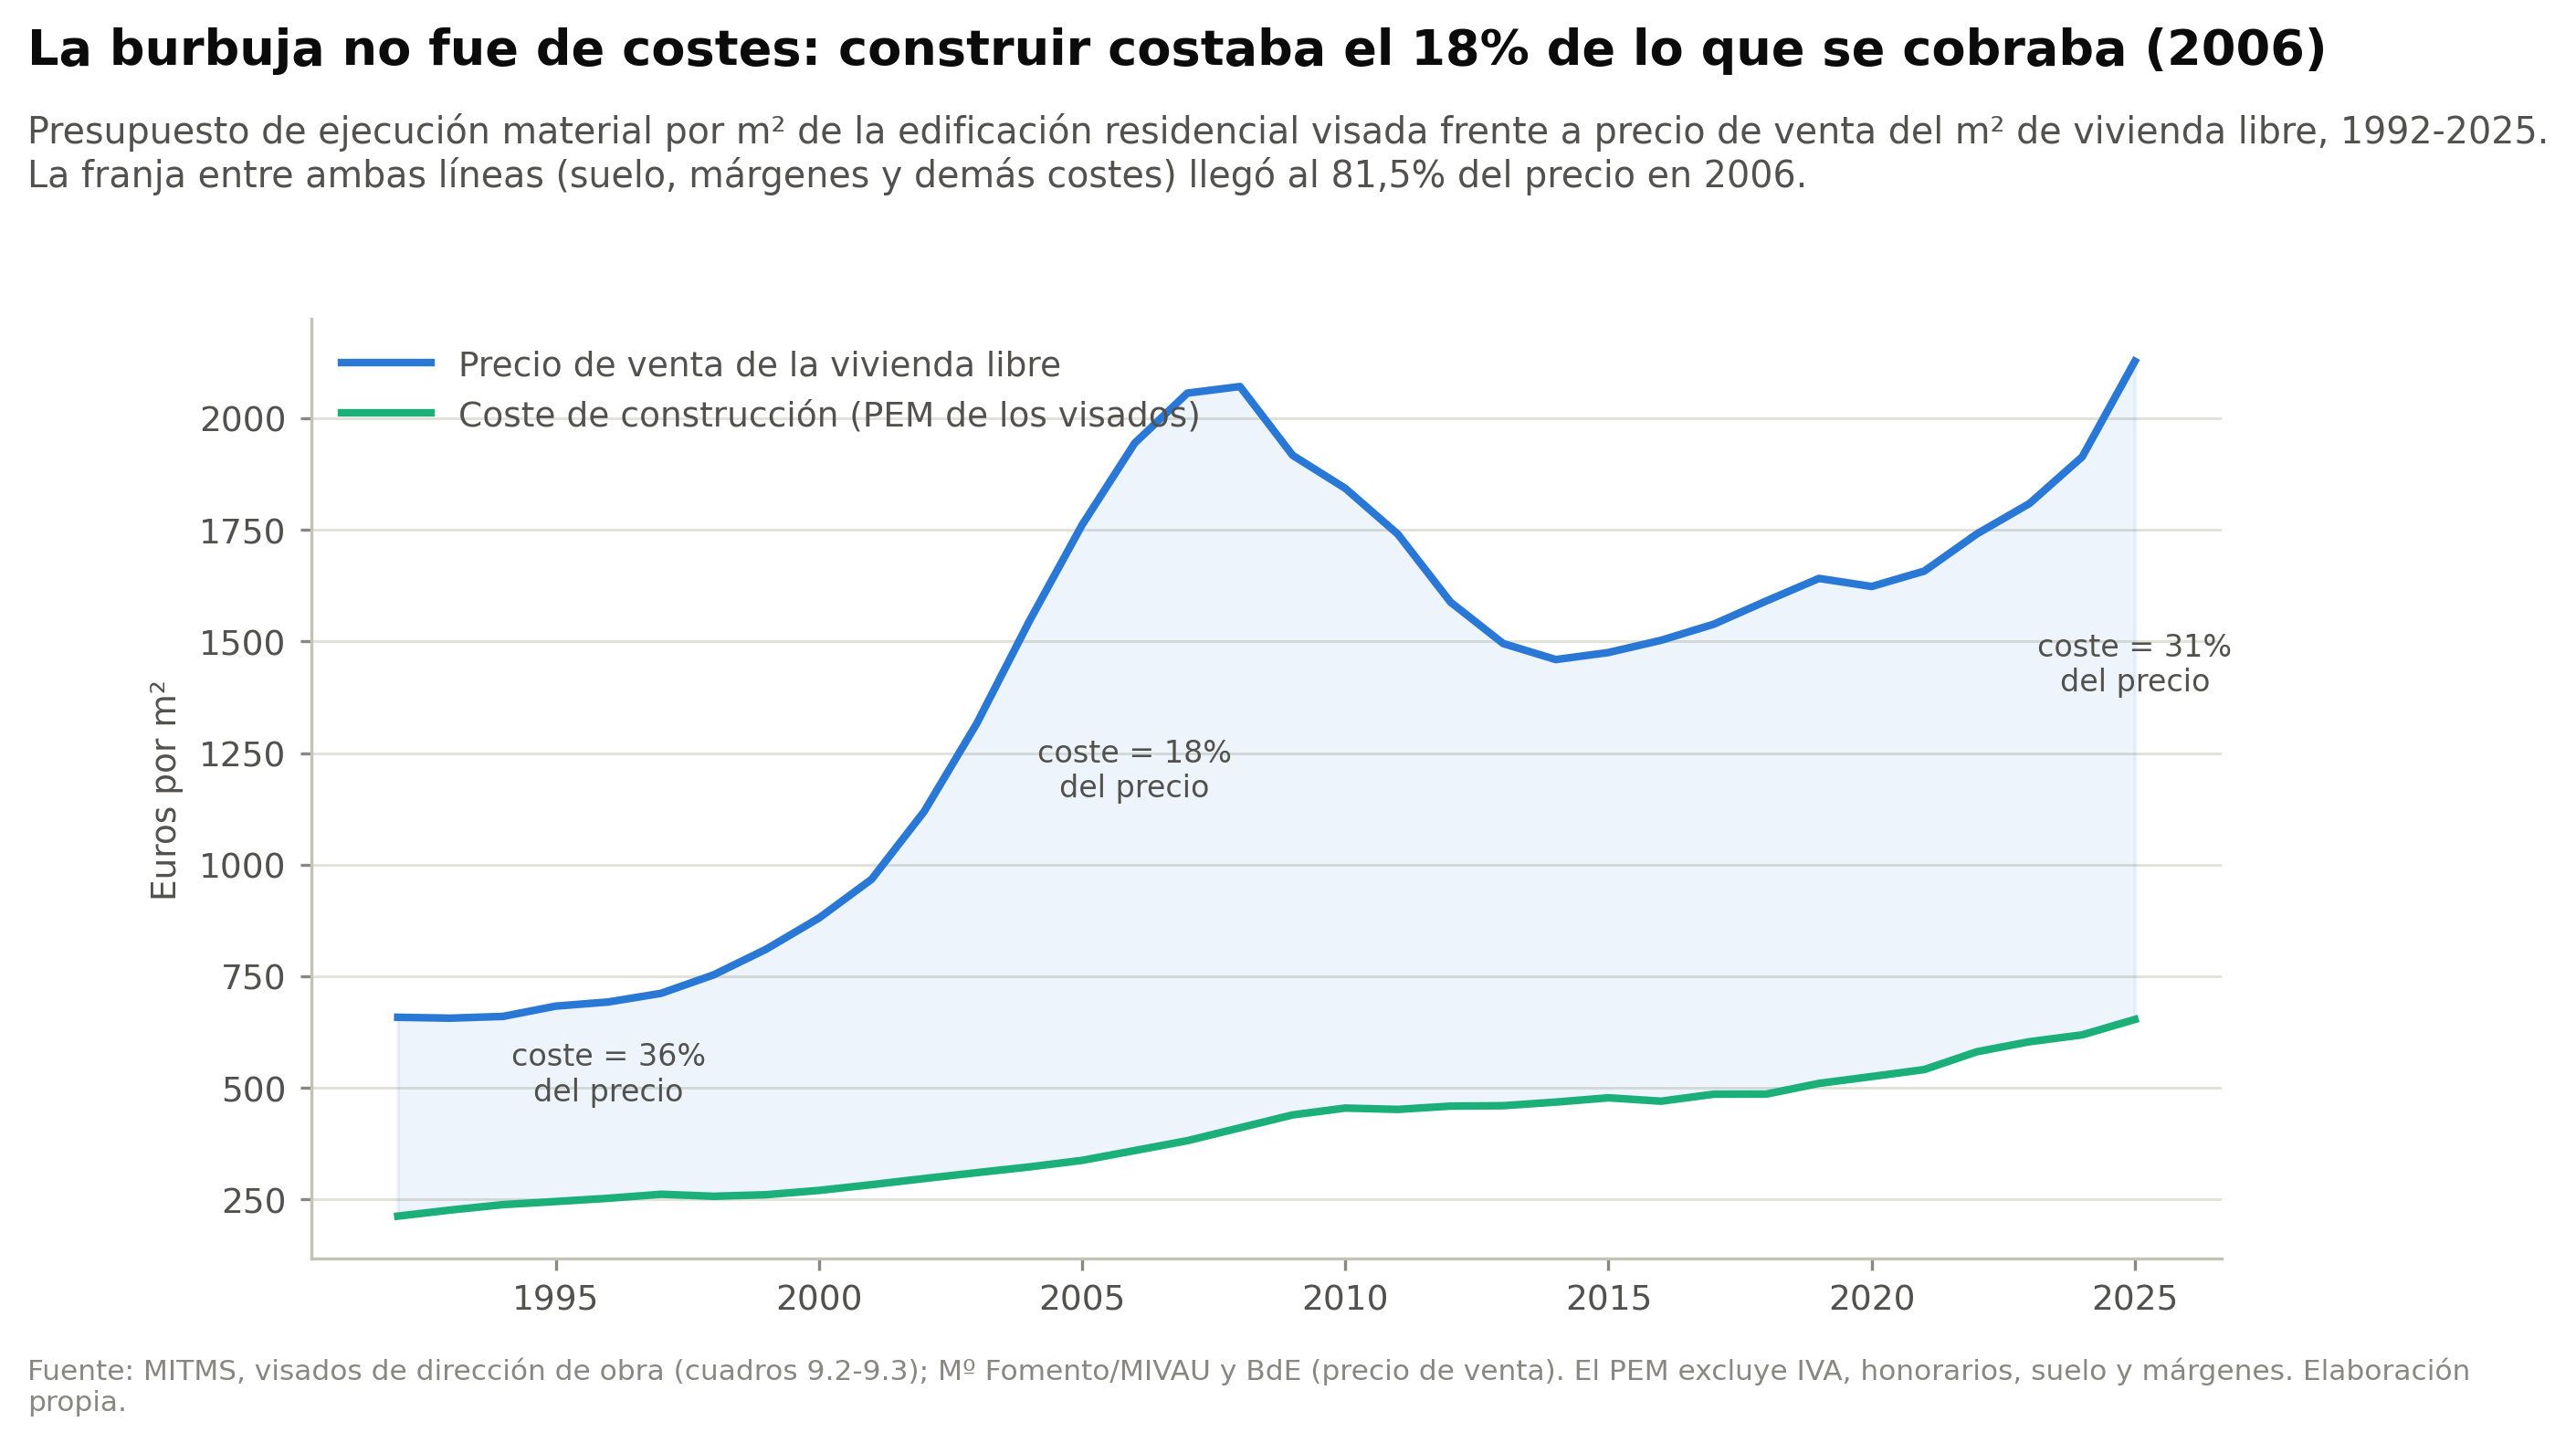 La burbuja no fue de costes: construir costaba el 18% de lo que se cobraba (2006)
Presupuesto de ejecución material por m² de la edificación residencial visada frente a precio de venta del m² de vivienda libre, 1992-2025.
La franja entre ambas líneas (suelo, márgenes y demás costes) llegó al 81,5% del precio en 2006.
Precio de venta de la vivienda libre
Coste de construcción (PEM de los visados)
Euros por m²
2000
1750
1500
1250
1000
750
500
250
coste = 36%
del precio
coste = 18%
del precio
coste = 31%
del precio
1995
2000
2005
2010
2015
2020
2025
Fuente: MITMS, visados de dirección de obra (cuadros 9.2-9.3); Mº Fomento/MIVAU y BdE (precio de venta). El PEM excluye IVA, honorarios, suelo y márgenes. Elaboración
propia.